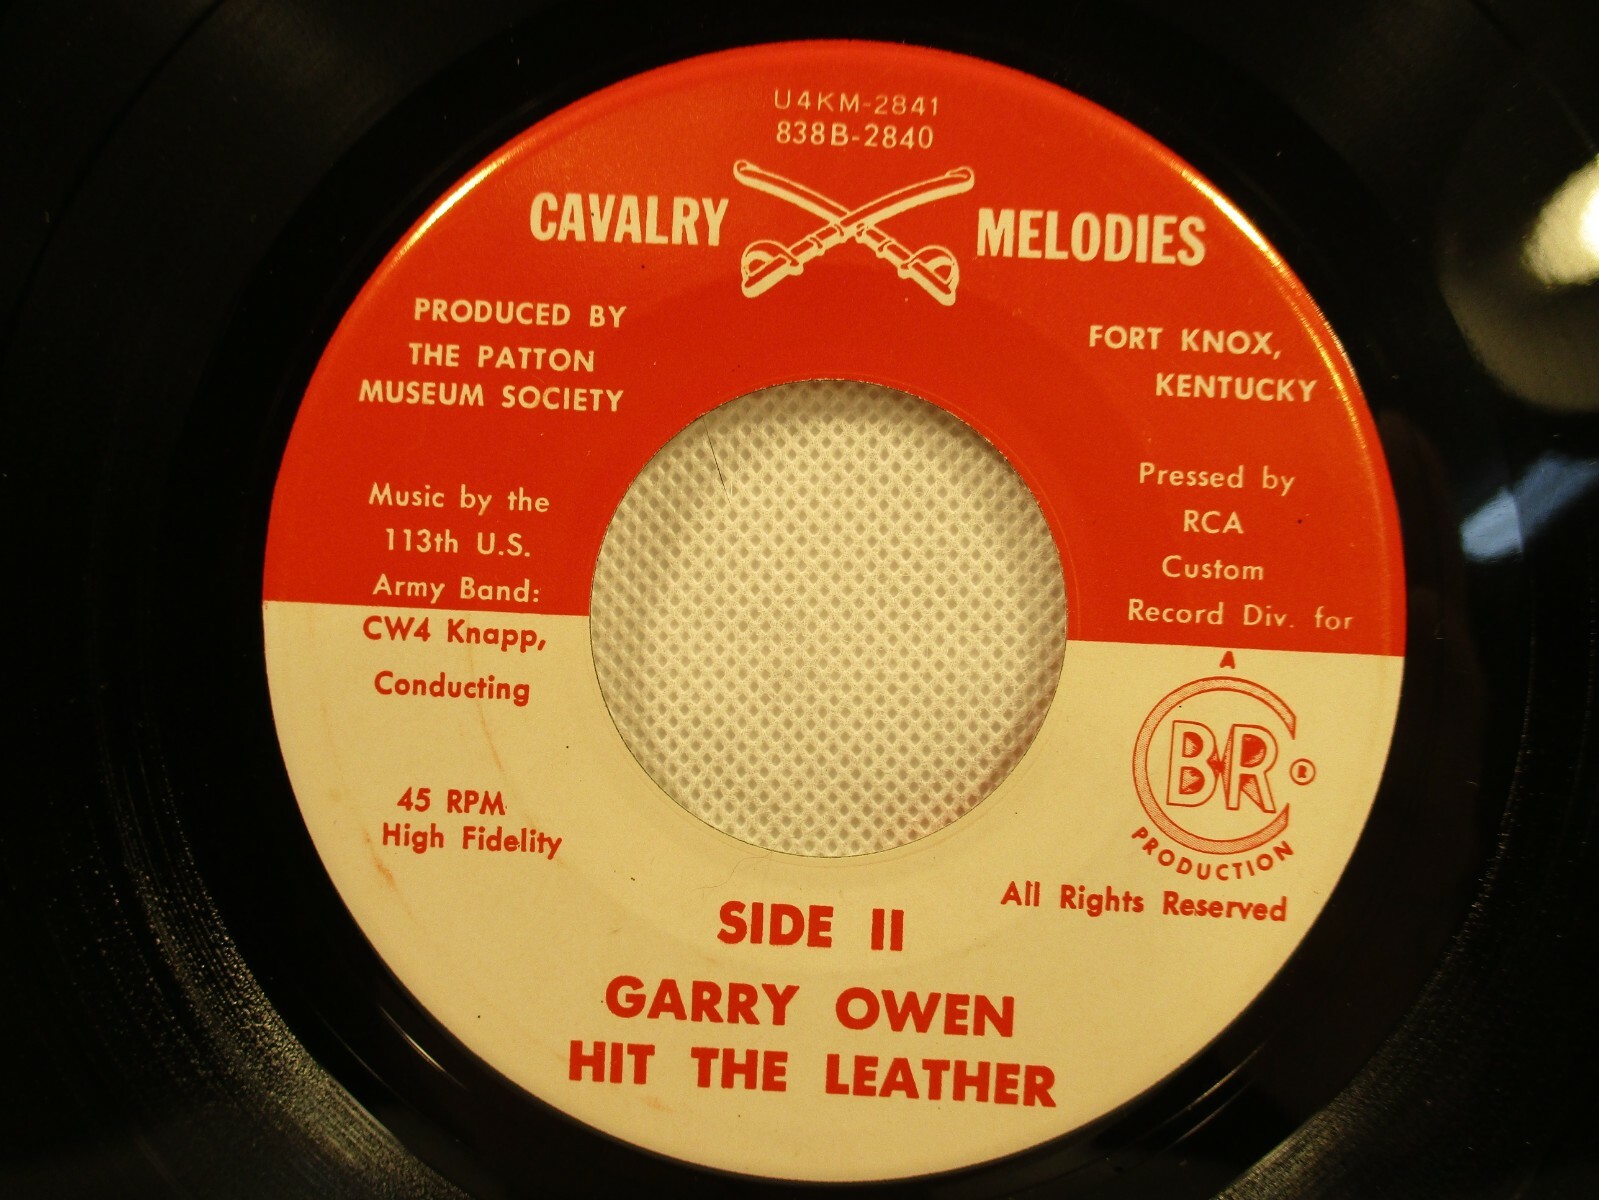 U4KM-2841
838B-2840
CAVALRY MELODIES
PRODUCED BY
THE PATTON
MUSEUM SOCIETY
FORT KNOX,
KENTUCKY
Music by the
113th U.S.
Army Band:
CW4 Knapp,
Conducting
Pressed by
RCA
Custom
Record Div. for
A
CBR ®
PRODUCTION
All Rights Reserved
45 RPM
High Fidelity
SIDE II
GARRY OWEN
HIT THE LEATHER